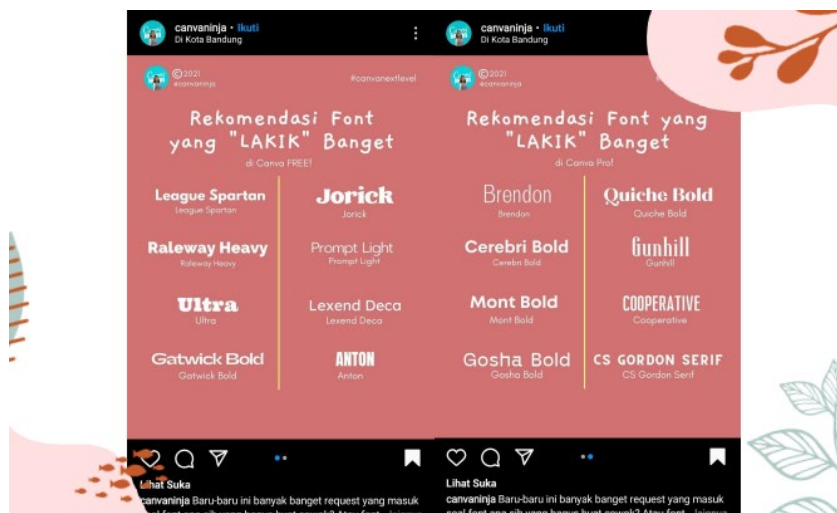 canvaninja • Ikuti
Di Kota Bandung
©2021
@canvaninja
#canvanextlevel
Rekomendasi Font
yang "LAKIK" Banget
di Canva FREE!
League Spartan
League Spartan
Raleway Heavy
Raleway Heavy
Ultra
Ultra
Gatwick Bold
Gatwick Bold
Jorick
Jorick
Prompt Light
Prompt Light
Lexend Deca
Lexend Deca
ANTON
Anton
Lihat Suka
canvaninja Baru-baru ini banyak banget request yang masuk
canvaninja • Ikuti
Di Kota Bandung
©2021
@canvaninja
Rekomendasi Font yang
"LAKIK" Banget
di Canva Pro!
Brendon
Brendon
Cerebri Bold
Cerebri Bold
Mont Bold
Mont Bold
Gosha Bold
Gosha Bold
Quiche Bold
Quiche Bold
Gunhill
Gunhill
COOPERATIVE
Cooperative
CS GORDON SERIF
CS Gordon Serif
Lihat Suka
canvaninja Baru-baru ini banyak banget request yang masuk